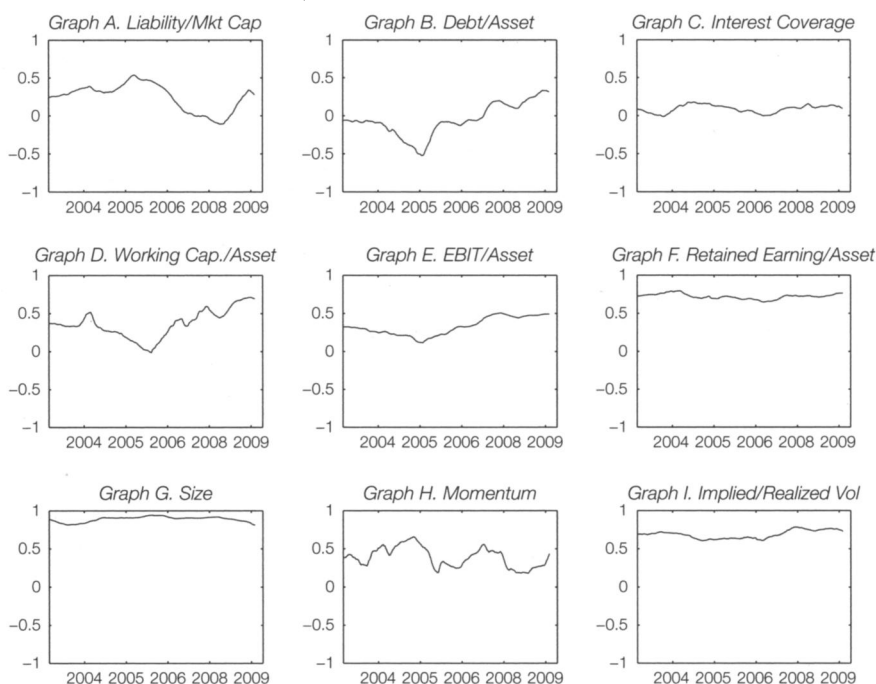 Graph A. Liability/Mkt Cap
1
0.5
0
−0.5
−1
2004 2005 2006 2008 2009
Graph B. Debt/Asset
1
0.5
0
−0.5
−1
2004 2005 2006 2008 2009
Graph C. Interest Coverage
1
0.5
0
−0.5
−1
2004 2005 2006 2008 2009
Graph D. Working Cap./Asset
1
0.5
0
−0.5
−1
2004 2005 2006 2008 2009
Graph E. EBIT/Asset
1
0.5
0
−0.5
−1
2004 2005 2006 2008 2009
Graph F. Retained Earning/Asset
1
0.5
0
−0.5
−1
2004 2005 2006 2008 2009
Graph G. Size
1
0.5
0
−0.5
−1
2004 2005 2006 2008 2009
Graph H. Momentum
1
0.5
0
−0.5
−1
2004 2005 2006 2008 2009
Graph I. Implied/Realized Vol
1
0.5
0
−0.5
−1
2004 2005 2006 2008 2009